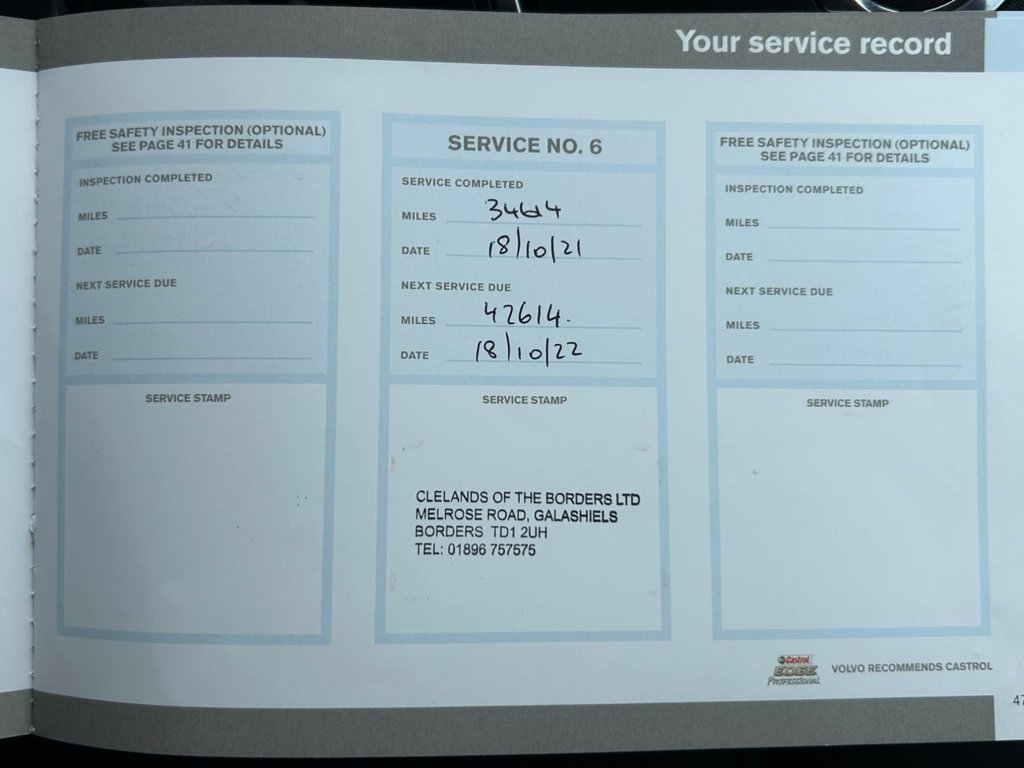 Your service record
FREE SAFETY INSPECTION (OPTIONAL)
SEE PAGE 41 FOR DETAILS
INSPECTION COMPLETED
MILES
DATE
NEXT SERVICE DUE
MILES
DATE
SERVICE STAMP
SERVICE NO. 6
SERVICE COMPLETED
MILES 34614
DATE 18/10/21
NEXT SERVICE DUE
MILES 42614.
DATE 18/10/22
SERVICE STAMP
CLELANDS OF THE BORDERS LTD
MELROSE ROAD, GALASHIELS
BORDERS TD1 2UH
TEL: 01896 757575
FREE SAFETY INSPECTION (OPTIONAL)
SEE PAGE 41 FOR DETAILS
INSPECTION COMPLETED
MILES
DATE
NEXT SERVICE DUE
MILES
DATE
SERVICE STAMP
Castrol
EDGE
PROFESSIONAL
VOLVO RECOMMENDS CASTROL
47